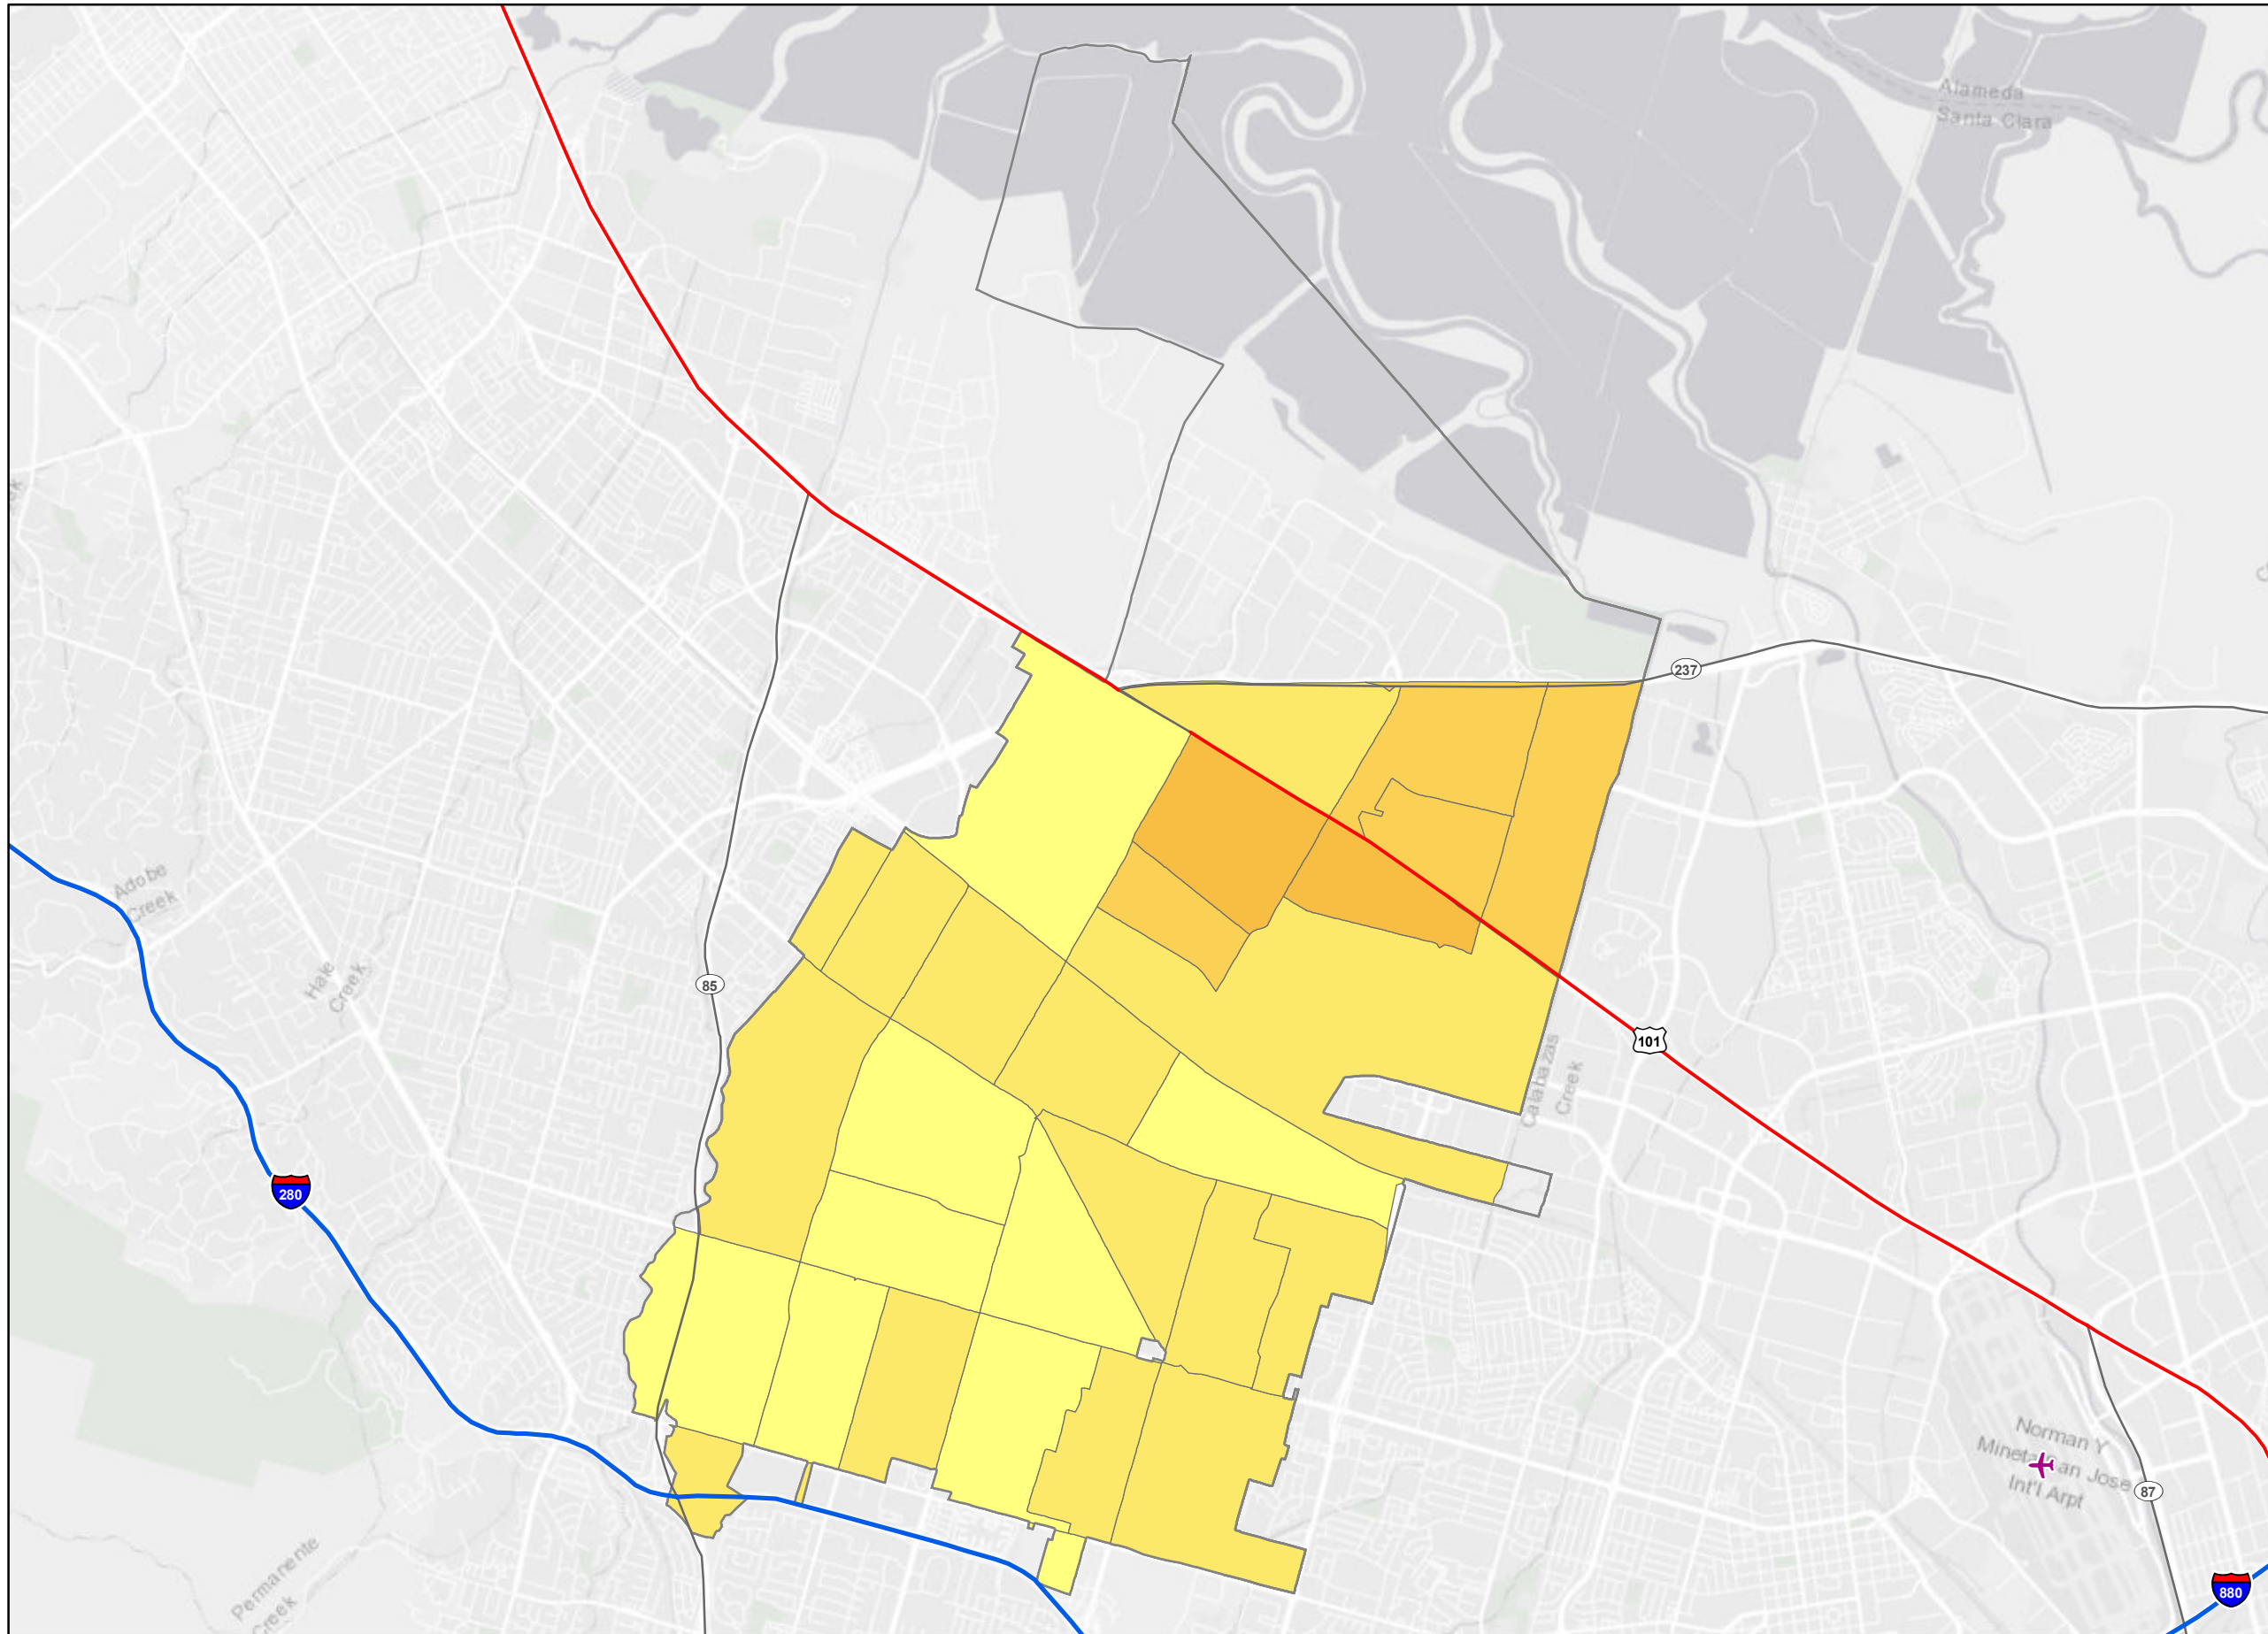 Alameda
Santa Clara
237
Adobe
Creek
Hale
Creek
85
101
Calabazas
Creek
280
Norman Y
Mineta San Jose
Int'l Arpt
87
Permanente
Creek
880